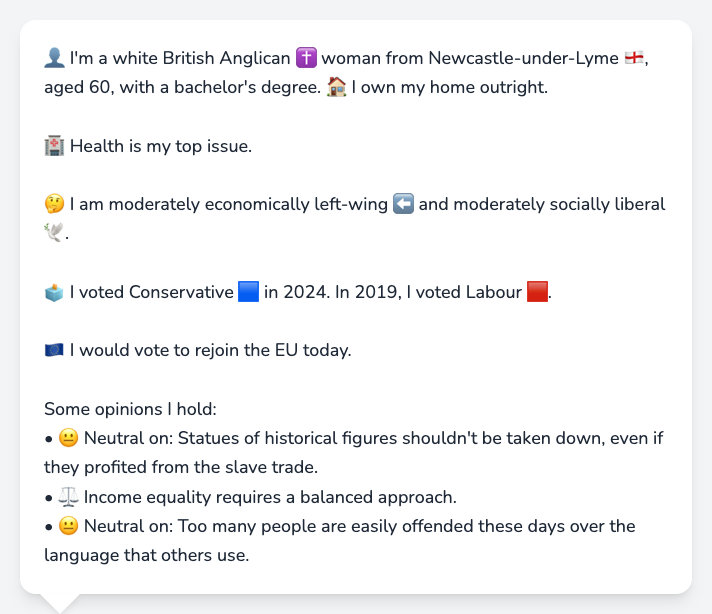 👤 I'm a white British Anglican ✝️ woman from Newcastle-under-Lyme 🏴󠁧󠁢󠁥󠁮󠁧󠁿,
aged 60, with a bachelor's degree. 🏠 I own my home outright.
🏥 Health is my top issue.
🤔 I am moderately economically left-wing ⬅️ and moderately socially liberal
🕊️.
🗳️ I voted Conservative 🟦 in 2024. In 2019, I voted Labour 🟥.
🇪🇺 I would vote to rejoin the EU today.
Some opinions I hold:
• 😐 Neutral on: Statues of historical figures shouldn't be taken down, even if
they profited from the slave trade.
• ⚖️ Income equality requires a balanced approach.
• 😐 Neutral on: Too many people are easily offended these days over the
language that others use.